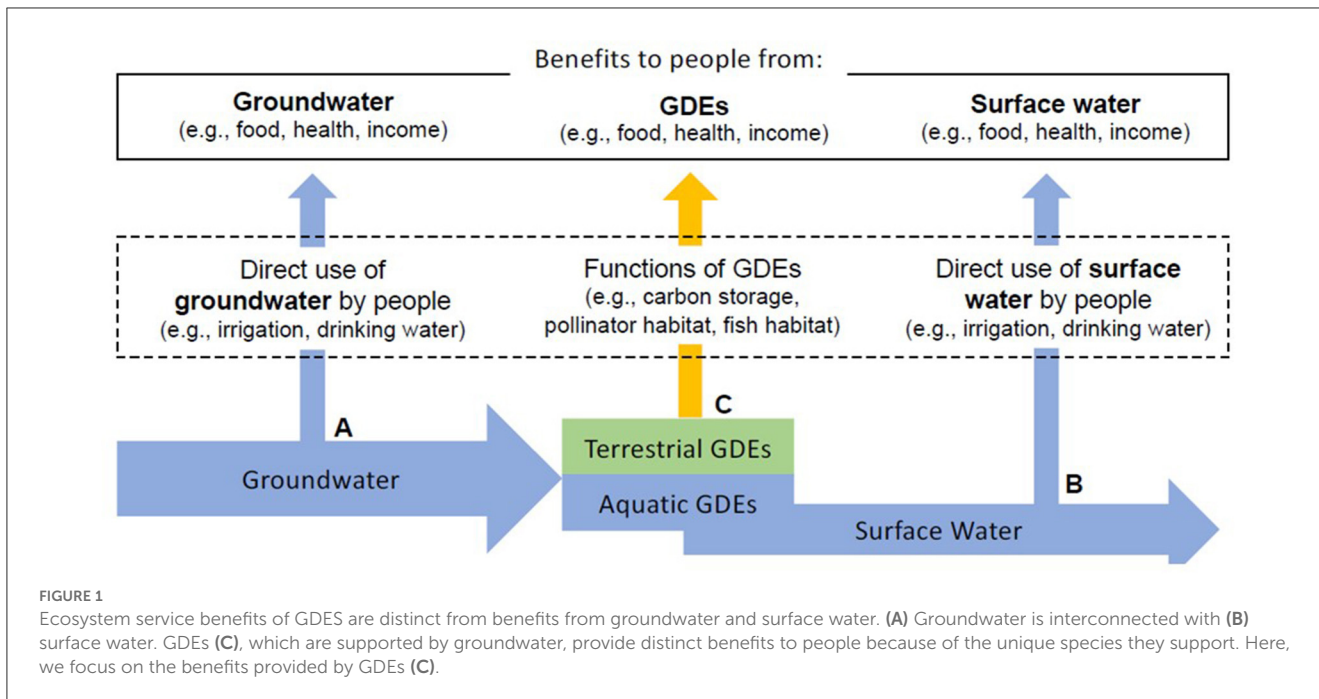 Benefits to people from:
Groundwater
(e.g., food, health, income)
GDEs
(e.g., food, health, income)
Surface water
(e.g., food, health, income)
Direct use of
groundwater by people
(e.g., irrigation, drinking water)
Functions of GDEs
(e.g., carbon storage,
pollinator habitat, fish habitat)
Direct use of surface
water by people
(e.g., irrigation, drinking water)
A
C
B
Groundwater
Terrestrial GDEs
Aquatic GDEs
Surface Water
FIGURE 1
Ecosystem service benefits of GDES are distinct from benefits from groundwater and surface water. (A) Groundwater is interconnected with (B)
surface water. GDEs (C), which are supported by groundwater, provide distinct benefits to people because of the unique species they support. Here,
we focus on the benefits provided by GDEs (C).